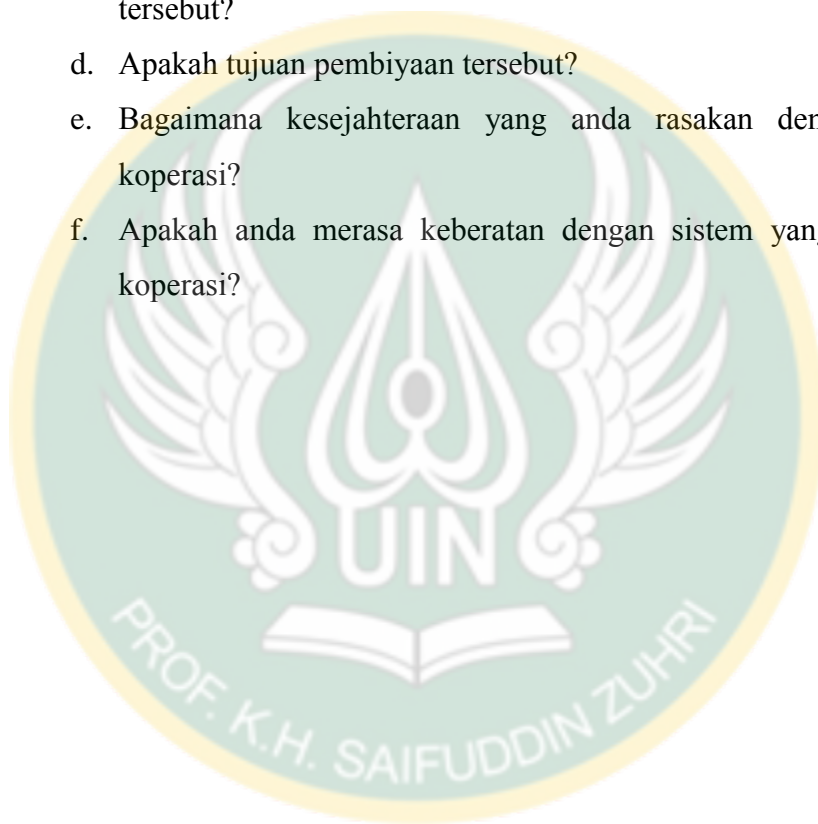 tersebut?
d. Apakah tujuan pembiyaan tersebut?
e. Bagaimana kesejahteraan yang anda rasakan den
koperasi?
f. Apakah anda merasa keberatan dengan sistem yang
koperasi?
UIN
PROF. K.H. SAIFUDDIN ZUHRI